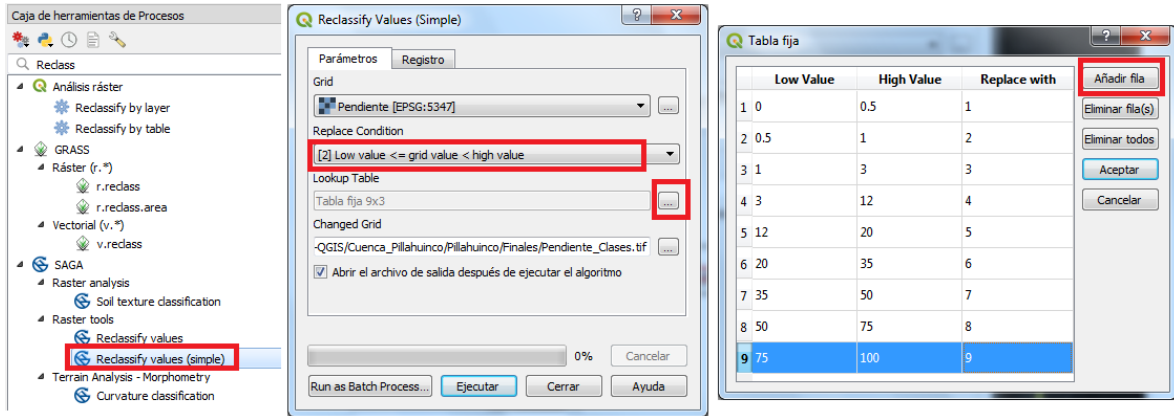 Caja de herramientas de Procesos
Reclass
Análisis ráster
Reclassify by layer
Reclassify by table
GRASS
Ráster (r.*)
r.reclass
r.reclass.area
Vectorial (v.*)
v.reclass
SAGA
Raster analysis
Soil texture classification
Raster tools
Reclassify values
Reclassify values (simple)
Terrain Analysis - Morphometry
Curvature classification
Reclassify Values (Simple)
Parámetros Registro
Grid
Pendiente [EPSG:5347] ...
Replace Condition
[2] Low value <= grid value < high value
Lookup Table
Tabla fija 9x3 ...
Changed Grid
-QGIS/Cuenca_Pillahuinco/Pillahuinco/Finales/Pendiente_Clases.tif ...
Abrir el archivo de salida después de ejecutar el algoritmo
0% Cancelar
Run as Batch Process... Ejecutar Cerrar Ayuda
Tabla fija
Low Value High Value Replace with
1 0 0.5 1
2 0.5 1 2
3 1 3 3
4 3 12 4
5 12 20 5
6 20 35 6
7 35 50 7
8 50 75 8
9 75 100 9
Añadir fila
Eliminar fila(s)
Eliminar todos
Aceptar
Cancelar